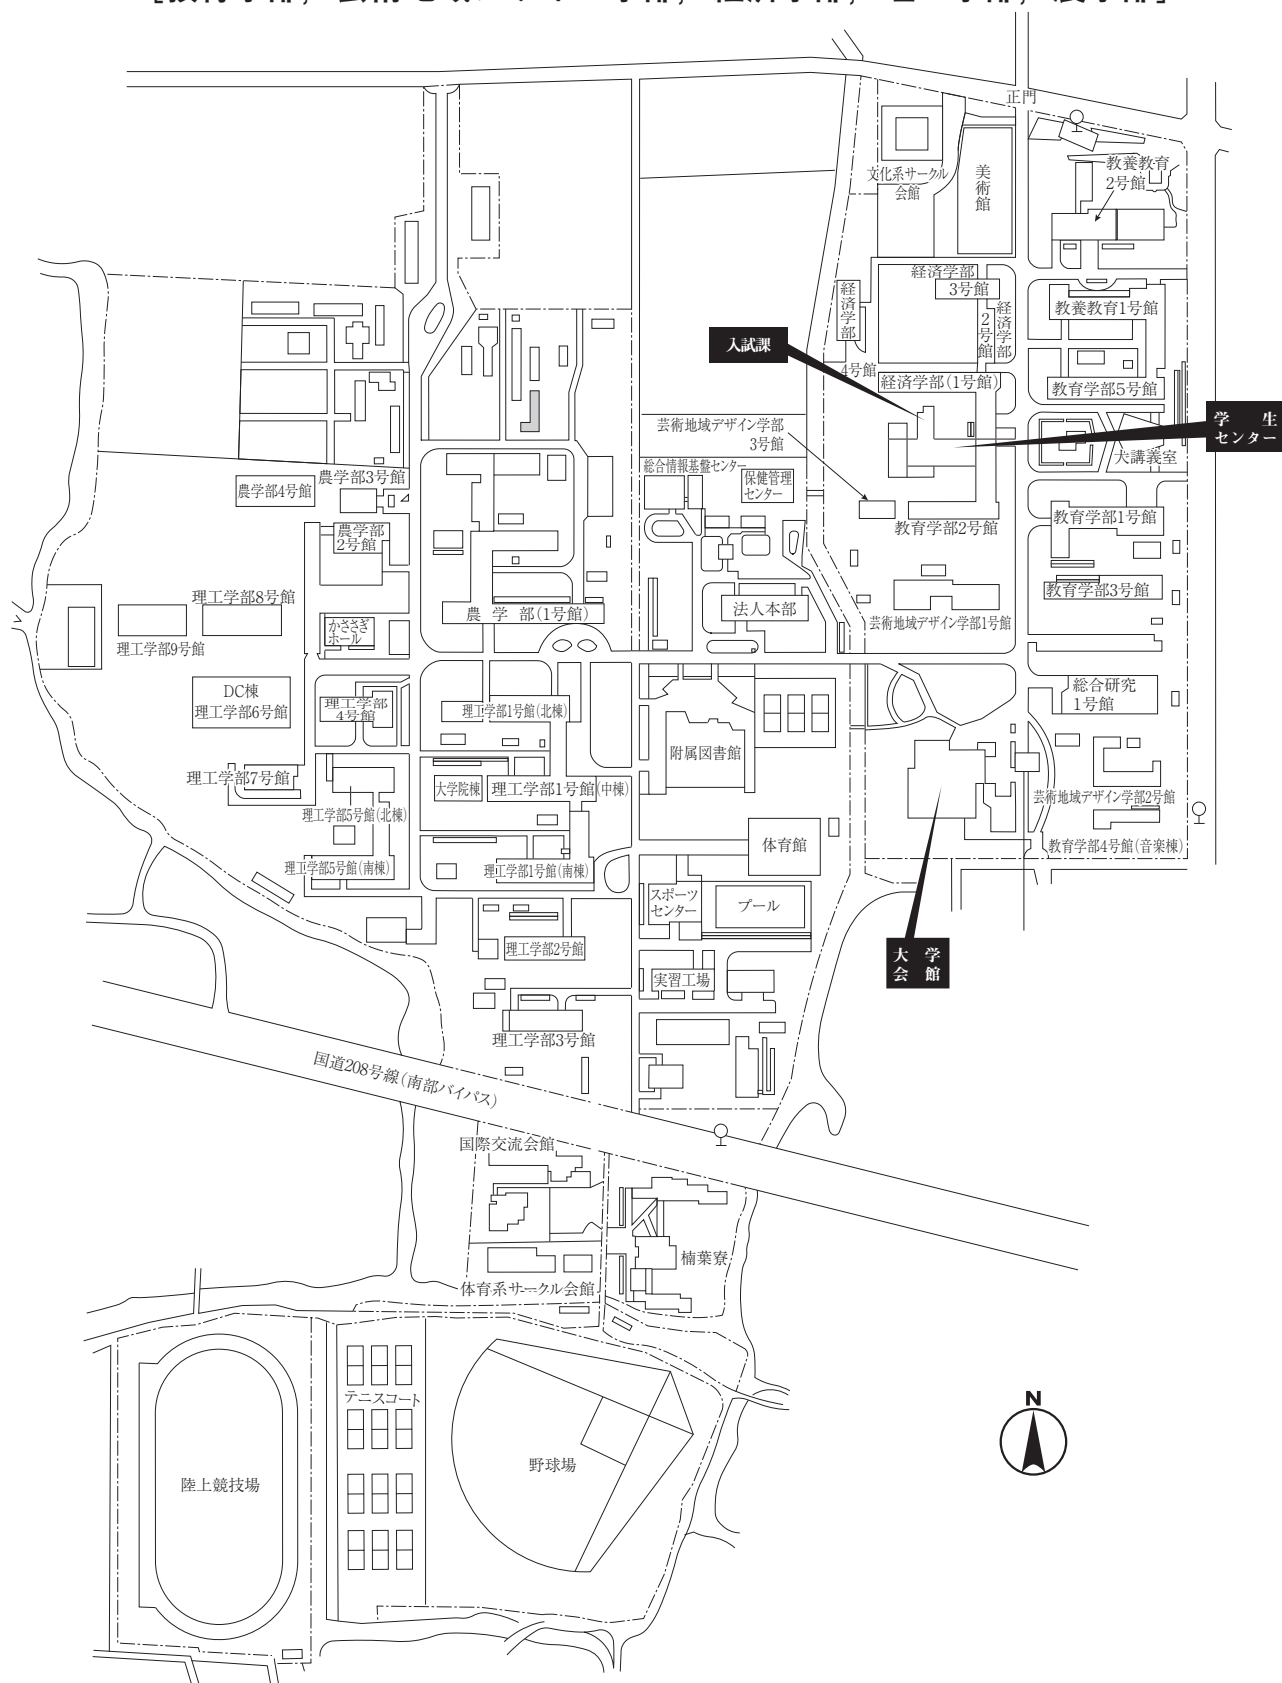 正門
教養教育
2号館
文化系サークル
会館
美術館
経済学部
3号館
経済学部
4号館
経済学部
2号館
教養教育1号館
入試課
経済学部(1号館)
教育学部5号館
学生
センター
大講義室
芸術地域デザイン学部
3号館
総合情報基盤センター
保健管理
センター
農学部3号館
農学部4号館
農学部
2号館
教育学部2号館
教育学部1号館
教育学部3号館
理工学部8号館
理工学部9号館
かささぎ
ホール
農学部(1号館)
法人本部
芸術地域デザイン学部1号館
DC棟
理工学部6号館
理工学部
4号館
理工学部1号館(北棟)
総合研究
1号館
附属図書館
理工学部7号館
大学院棟
理工学部1号館(中棟)
理工学部5号館(北棟)
芸術地域デザイン学部2号館
体育館
教育学部4号館(音楽棟)
理工学部5号館(南棟)
理工学部1号館(南棟)
スポーツ
センター
プール
理工学部2号館
大学
会館
実習工場
理工学部3号館
国道208号線(南部バイパス)
国際交流会館
楠葉寮
体育系サークル会館
テニスコート
N
野球場
陸上競技場